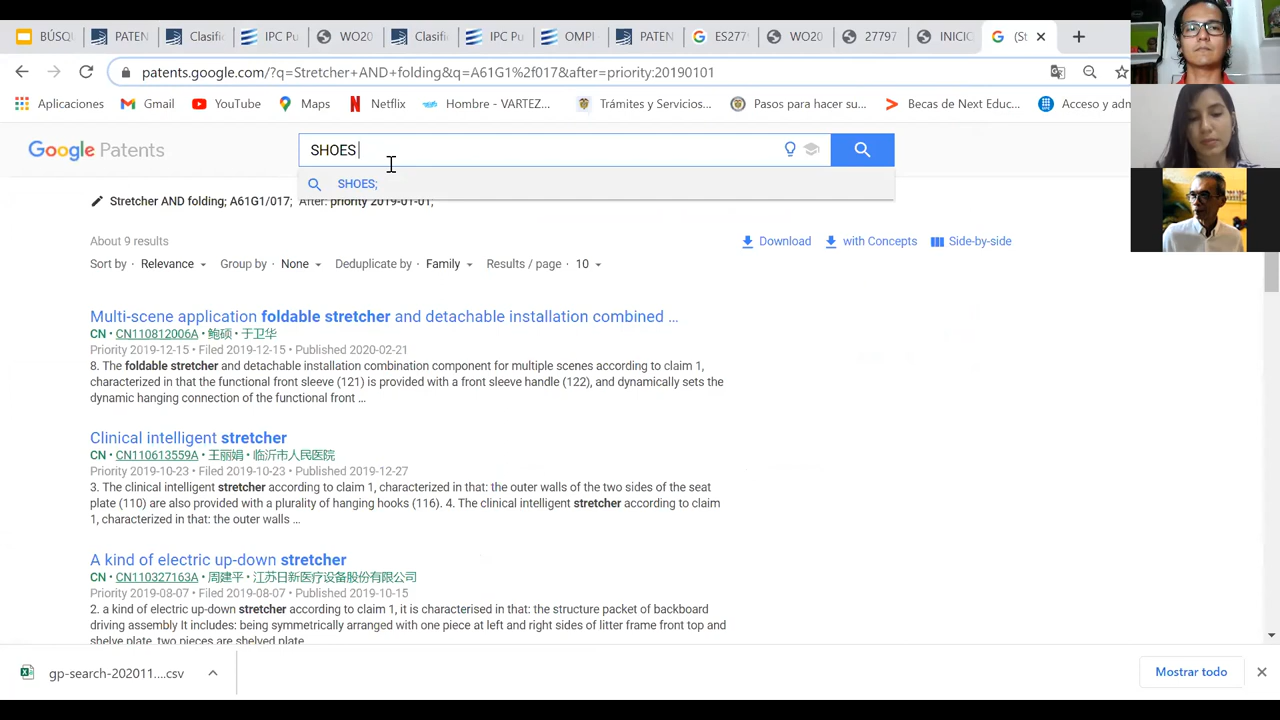 BÚSQ
PATEN
Clasifi
IPC Pu
WO20
Clasifi
IPC Pu
OMPI
PATEN
ES277
WO20
27797
INICIO
(St
patents.google.com/?q=Stretcher+AND+folding&q=A61G1%2f017&after=priority:20190101
Aplicaciones
Gmail
YouTube
Maps
Netflix
Hombre - VARTEZ...
Trámites y Servicios...
Pasós para hacer su...
Becas de Next Educ...
Acceso y adm
Google Patents
SHOES
SHOES;
Stretcher AND folding; A61G1/017; After: priority 2019-01-01;
About 9 results
Download
with Concepts
Side-by-side
Sort by · Relevance
Group by · None
Deduplicate by · Family
Results / page · 10
Multi-scene application foldable stretcher and detachable installation combined ...
CN • CN110812006A • 鲍硕 • 于卫华
Priority 2019-12-15 • Filed 2019-12-15 • Published 2020-02-21
8. The foldable stretcher and detachable installation combination component for multiple scenes according to claim 1,
characterized in that the functional front sleeve (121) is provided with a front sleeve handle (122), and dynamically sets the
dynamic hanging connection of the functional front ...
Clinical intelligent stretcher
CN • CN110613559A • 王丽娟 • 临沂市人民医院
Priority 2019-10-23 • Filed 2019-10-23 • Published 2019-12-27
3. The clinical intelligent stretcher according to claim 1, characterized in that: the outer walls of the two sides of the seat
plate (110) are also provided with a plurality of hanging hooks (116). 4. The clinical intelligent stretcher according to claim
1, characterized in that: the outer walls ...
A kind of electric up-down stretcher
CN • CN110327163A • 周建平 • 江苏日新医疗设备股份有限公司
Priority 2019-08-07 • Filed 2019-08-07 • Published 2019-10-15
2. a kind of electric up-down stretcher according to claim 1, it is characterised in that: the structure packet of backboard
driving assembly It includes: being symmetrically arranged with one piece at left and right sides of litter frame front top and
shelve plate, two pieces are shelved plate
gp-search-202011....csv
Mostrar todo